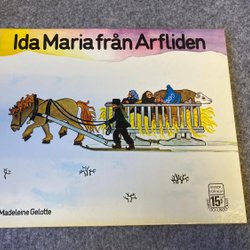 Ida Maria från Arfliden
15:-
Madeleine Gelotte